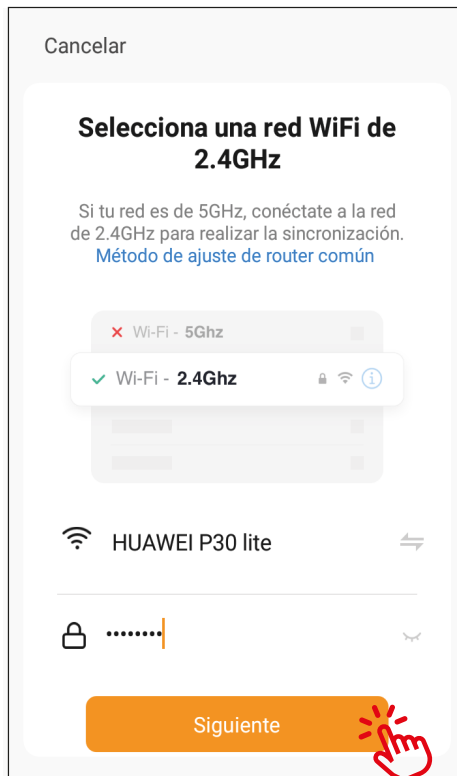 Cancelar
Selecciona una red WiFi de
2.4GHz
Si tu red es de 5GHz, conéctate a la red
de 2.4GHz para realizar la sincronización.
Método de ajuste de router común
Wi-Fi - 5Ghz
Wi-Fi - 2.4Ghz
HUAWEI P30 lite
••••••••
Siguiente